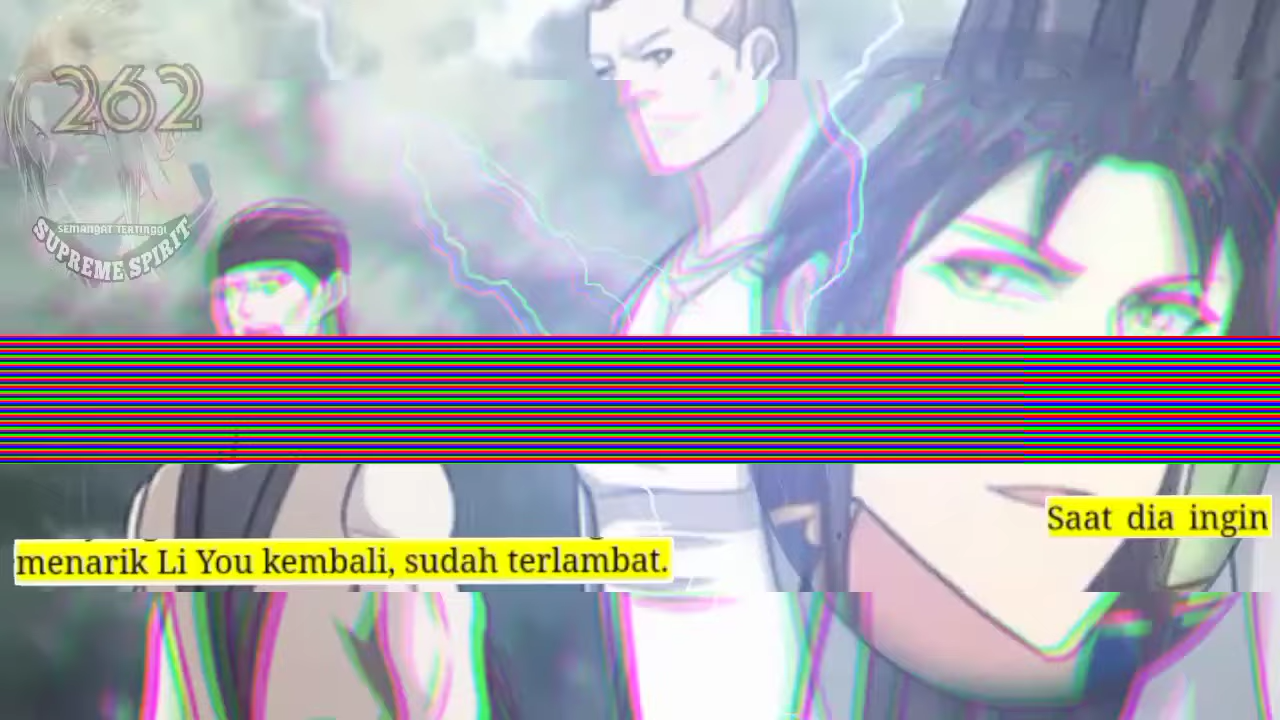 262
SEMANGAT TERTINGGI
SUPREME SPIRIT
Saat dia ingin
menarik Li You kembali, sudah terlambat.